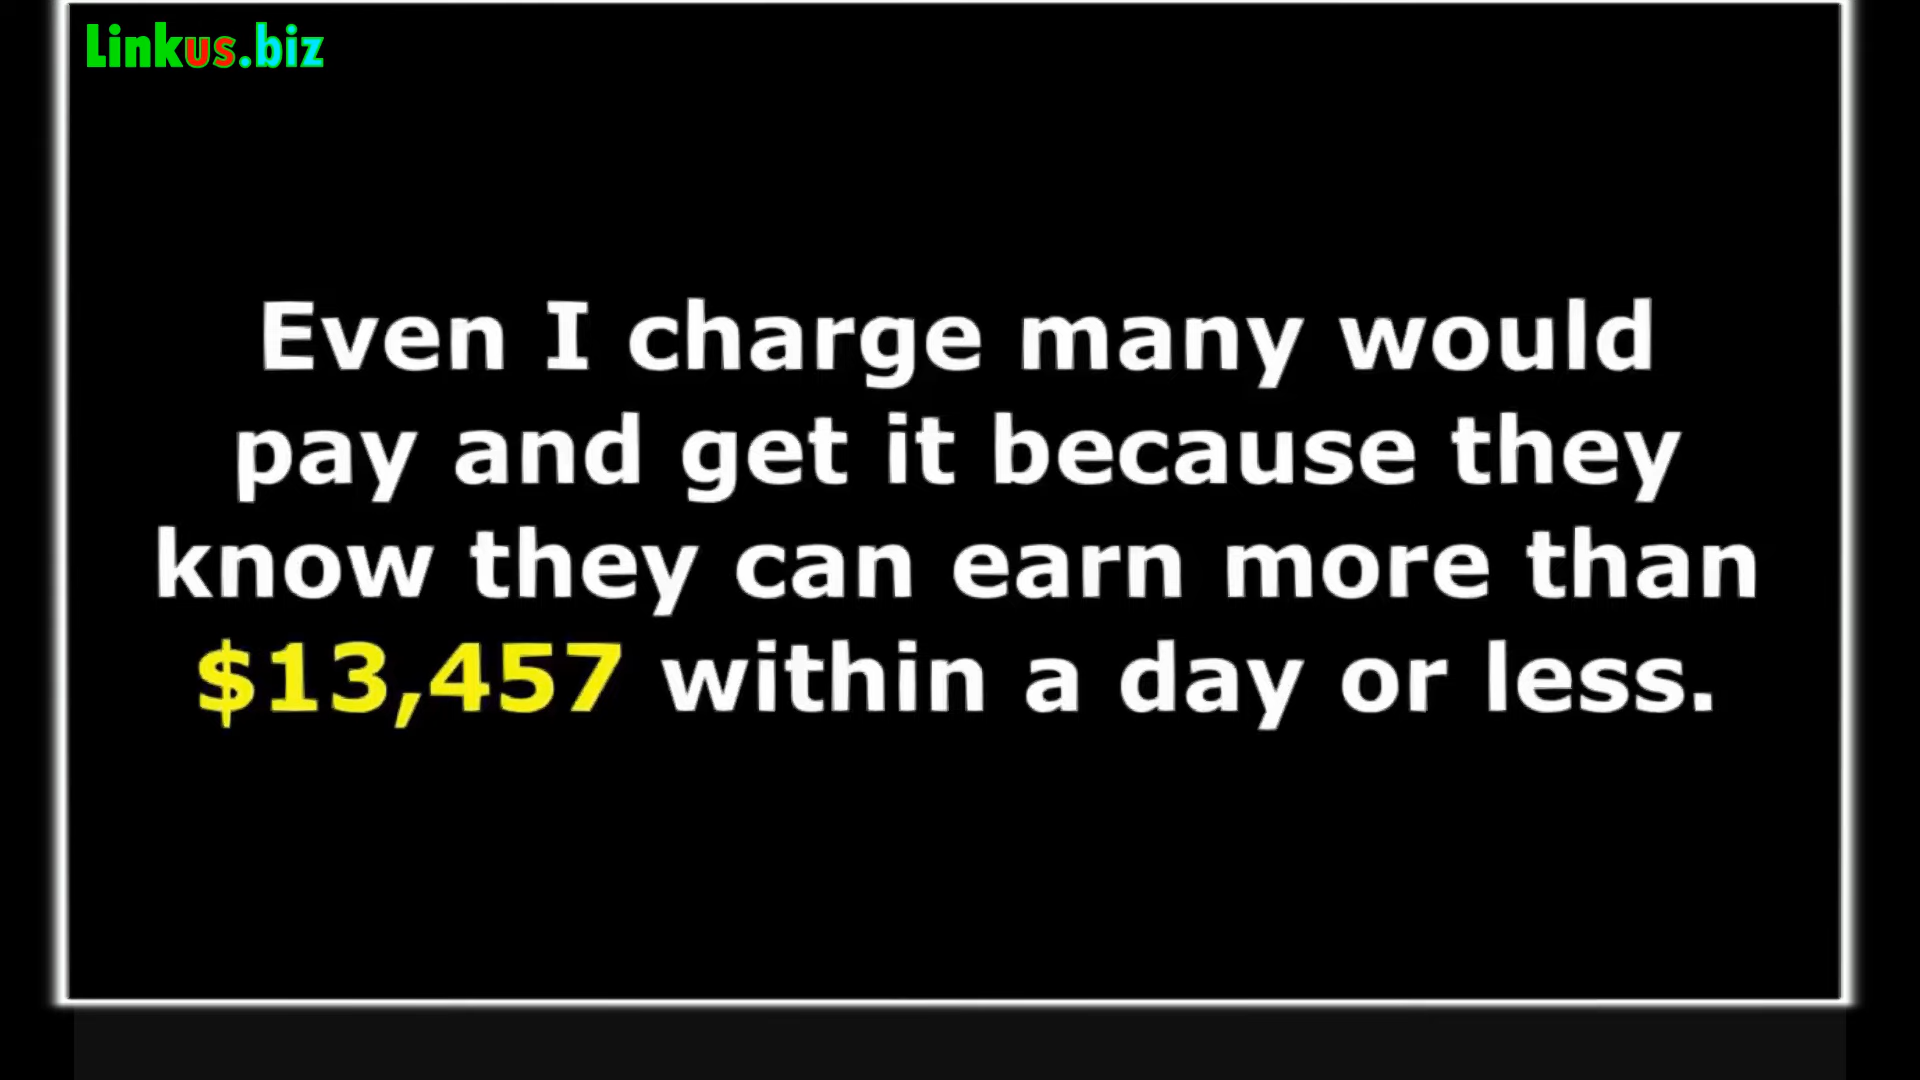 Linkus.biz
Even I charge many would
pay and get it because they
know they can earn more than
$13,457 within a day or less.